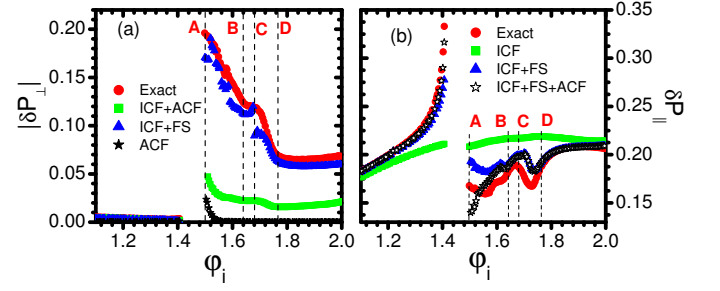 (a)
A B C D
0.20
0.15
0.10
0.05
0.00
|δP⊥|
Exact
ICF+ACF
ICF+FS
ACF
1.2 1.4 1.6 1.8 2.0
φi
(b)
A B C D
Exact
ICF
ICF+FS
ICF+FS+ACF
0.35
0.30
0.25
0.20
0.15
δP||
1.2 1.4 1.6 1.8 2.0
φi